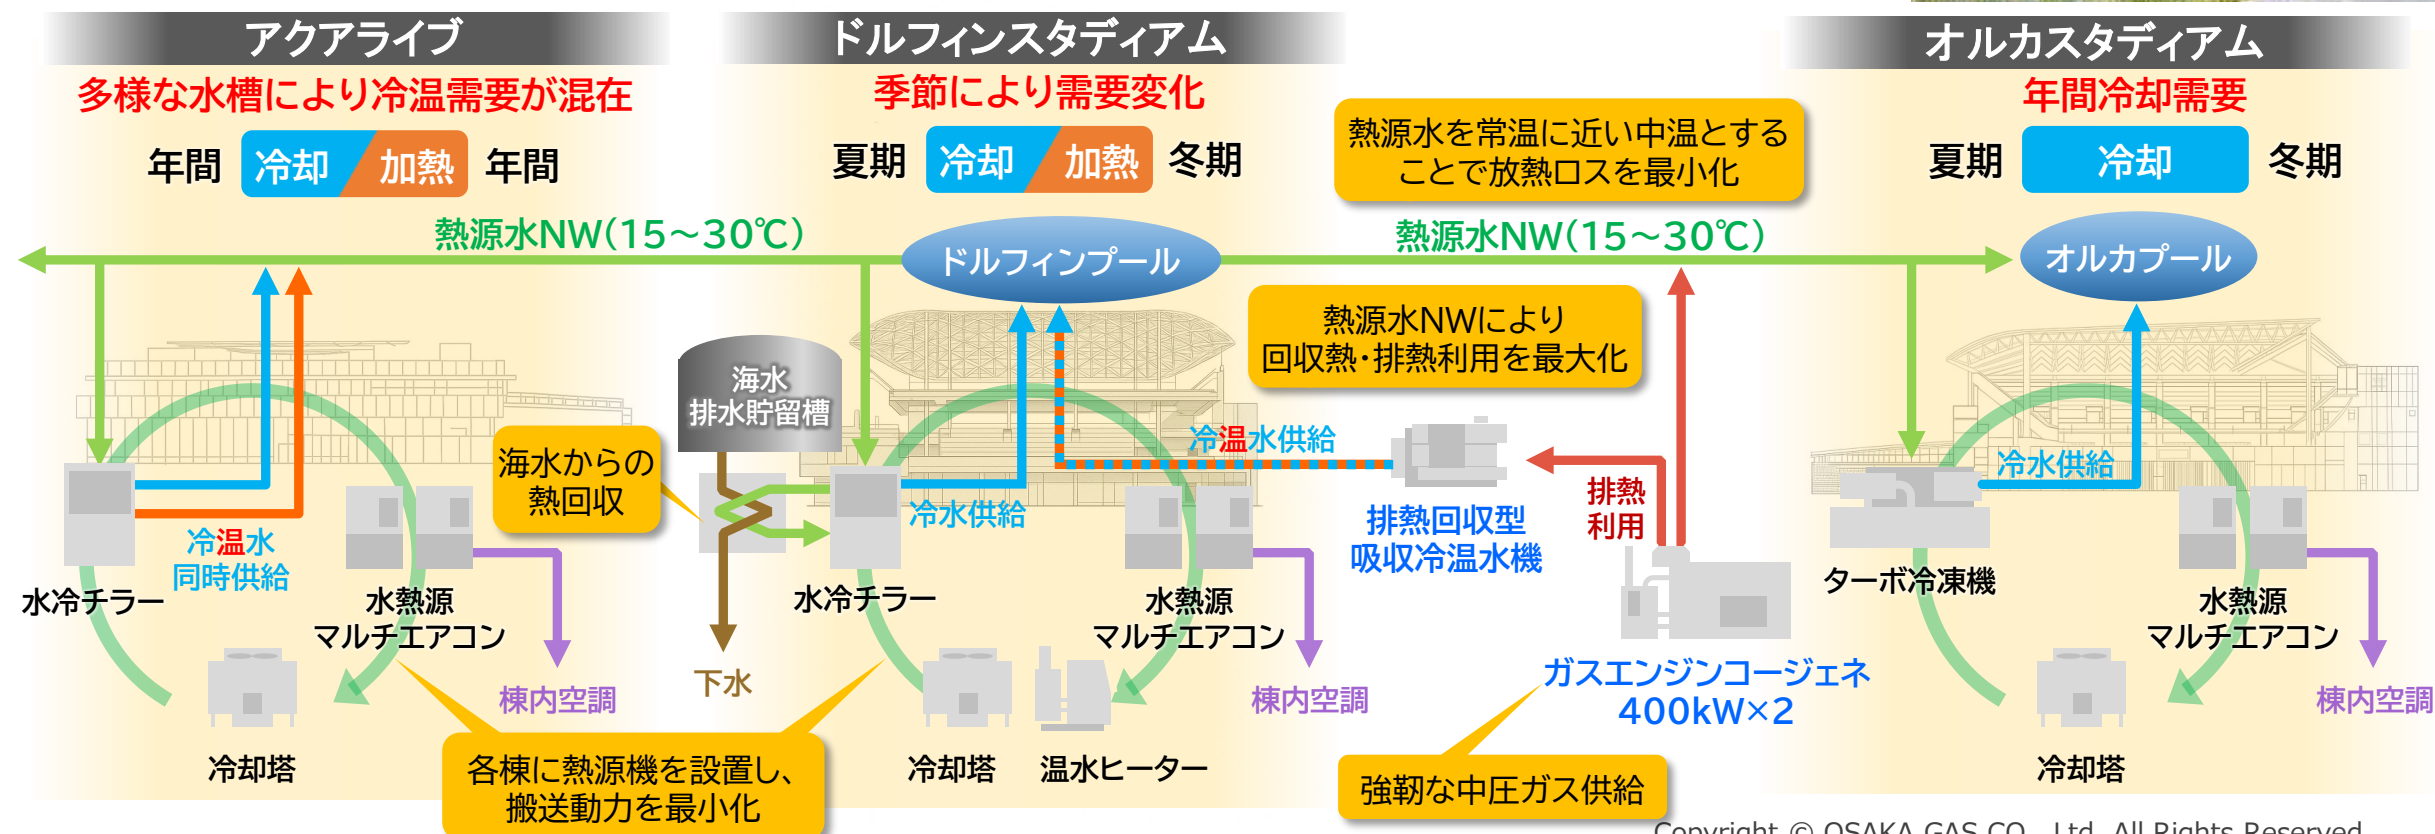 アクアライブ
多様な水槽により冷温需要が混在
年間 冷却 加熱 年間
ドルフィンスタディアム
季節により需要変化
夏期 冷却 加熱 冬期
オルカスタディアム
年間冷却需要
夏期 冷却 冬期
熱源水を常温に近い中温とする
ことで放熱ロスを最小化
熱源水NW(15～30℃)
ドルフィンプール
熱源水NW(15～30℃)
オルカプール
熱源水NWにより
回収熱・排熱利用を最大化
海水
排水貯留槽
海水からの
熱回収
冷温水
同時供給
水冷チラー
水熱源
マルチエアコン
棟内空調
冷却塔
各棟に熱源機を設置し、
搬送動力を最小化
下水
水冷チラー
冷水供給
冷温水供給
水熱源
マルチエアコン
棟内空調
冷却塔
温水ヒーター
排熱回収型
吸収冷温水機
排熱
利用
ガスエンジンコージェネ
400kW×2
強靭な中圧ガス供給
冷水供給
ターボ冷凍機
水熱源
マルチエアコン
棟内空調
冷却塔
Copyright © OSAKA GAS CO., Ltd. All Rights Reserved